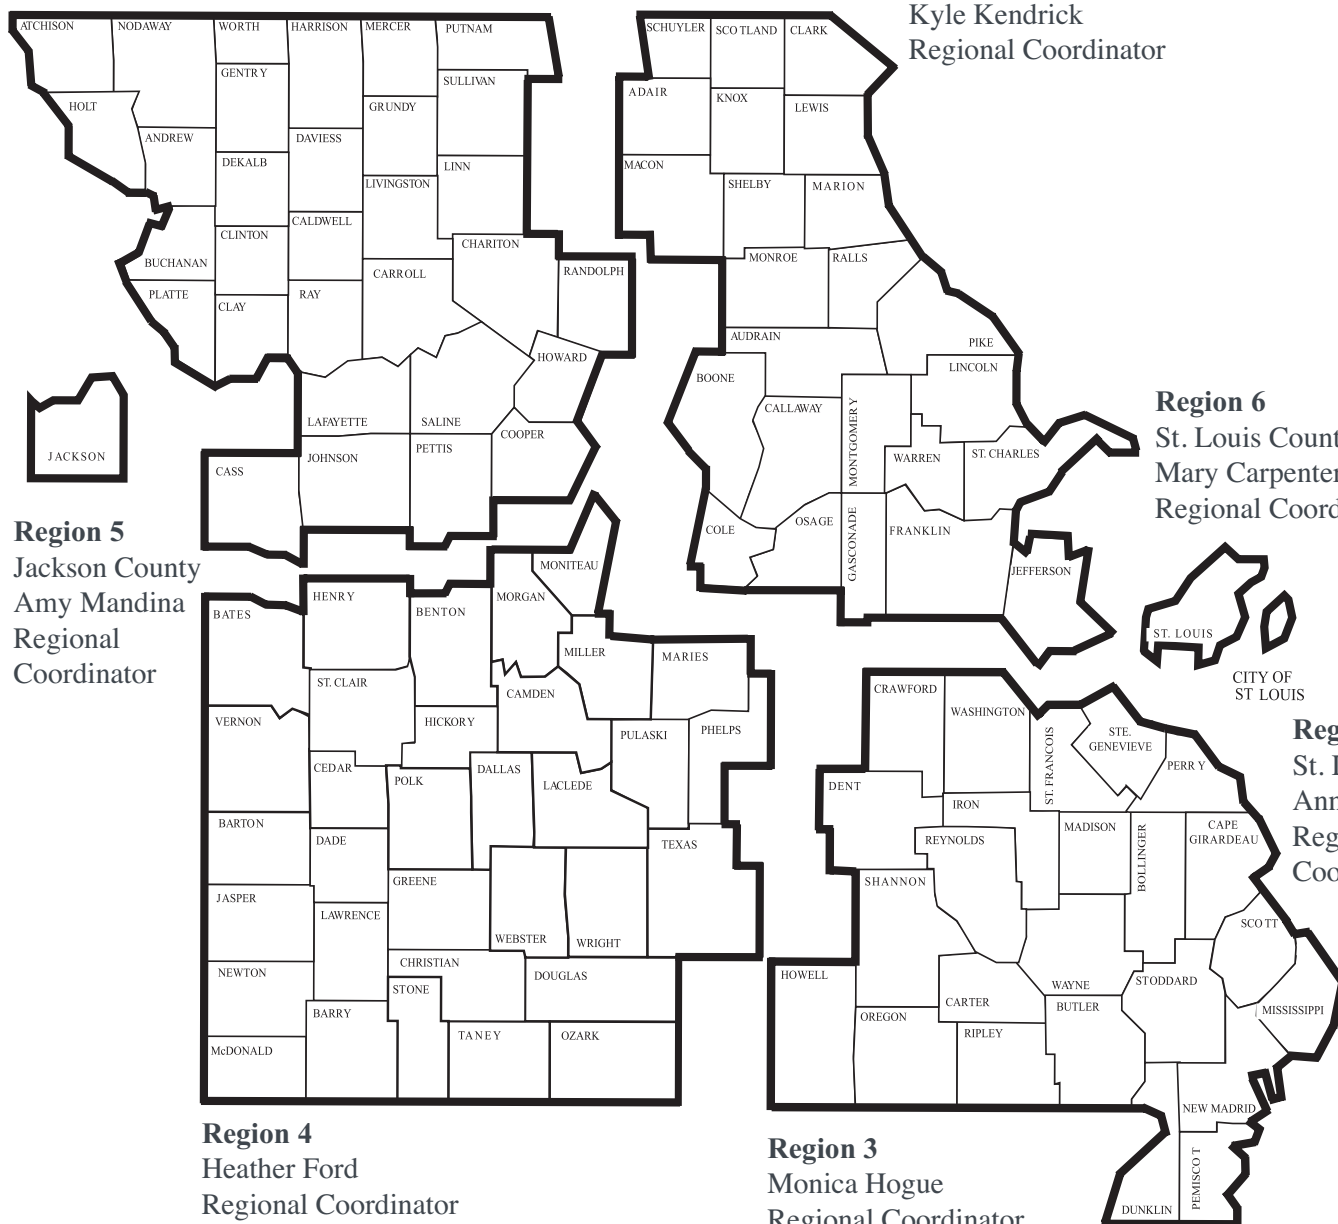 Kyle Kendrick
Regional Coordinator
ATCHISON
NODAWAY
WORTH
HARRISON
MERCER
PUTNAM
GENTRY
SULLIVAN
HOLT
GRUNDY
ANDREW
DAVIESS
DEKALB
LINN
LIVINGSTON
CALDWELL
CLINTON
CHARITON
BUCHANAN
CARROLL
RANDOLPH
PLATTE
CLAY
RAY
HOWARD
LAFAYETTE
SALINE
COOPER
PETTIS
JOHNSON
CASS
SCHUYLER
SCOTLAND
CLARK
ADAIR
KNOX
LEWIS
MACON
SHELBY
MARION
MONROE
RALLS
AUDRAIN
PIKE
LINCOLN
BOONE
CALLAWAY
MONTGOMERY
WARREN
ST. CHARLES
COLE
OSAGE
GASCONADE
FRANKLIN
JEFFERSON
JACKSON
Region 5
Jackson County
Amy Mandina
Regional
Coordinator
Region 6
St. Louis Count
Mary Carpenter
Regional Coord
ST. LOUIS
CITY OF
ST LOUIS
Reg
St. 
Ann
Reg
Coo
MONITEAU
HENRY
MORGAN
BENTON
BATES
MILLER
MARIES
ST. CLAIR
CAMDEN
VERNON
HICKORY
PULASKI
PHELPS
CEDAR
POLK
DALLAS
LACLEDE
BARTON
DADE
TEXAS
GREENE
JASPER
LAWRENCE
WEBSTER
WRIGHT
CHRISTIAN
NEWTON
DOUGLAS
STONE
BARRY
TANEY
OZARK
McDONALD
Region 4
Heather Ford
Regional Coordinator
CRAWFORD
WASHINGTON
ST. FRANCOIS
STE.
GENEVIEVE
PERRY
DENT
IRON
MADISON
BOLLINGER
CAPE
GIRARDEAU
REYNOLDS
SHANNON
SCOTT
HOWELL
WAYNE
STODDARD
CARTER
BUTLER
MISSISSIPPI
OREGON
RIPLEY
NEW MADRID
PEMISCOT
DUNKLIN
Region 3
Monica Hogue
Regional Coordinator